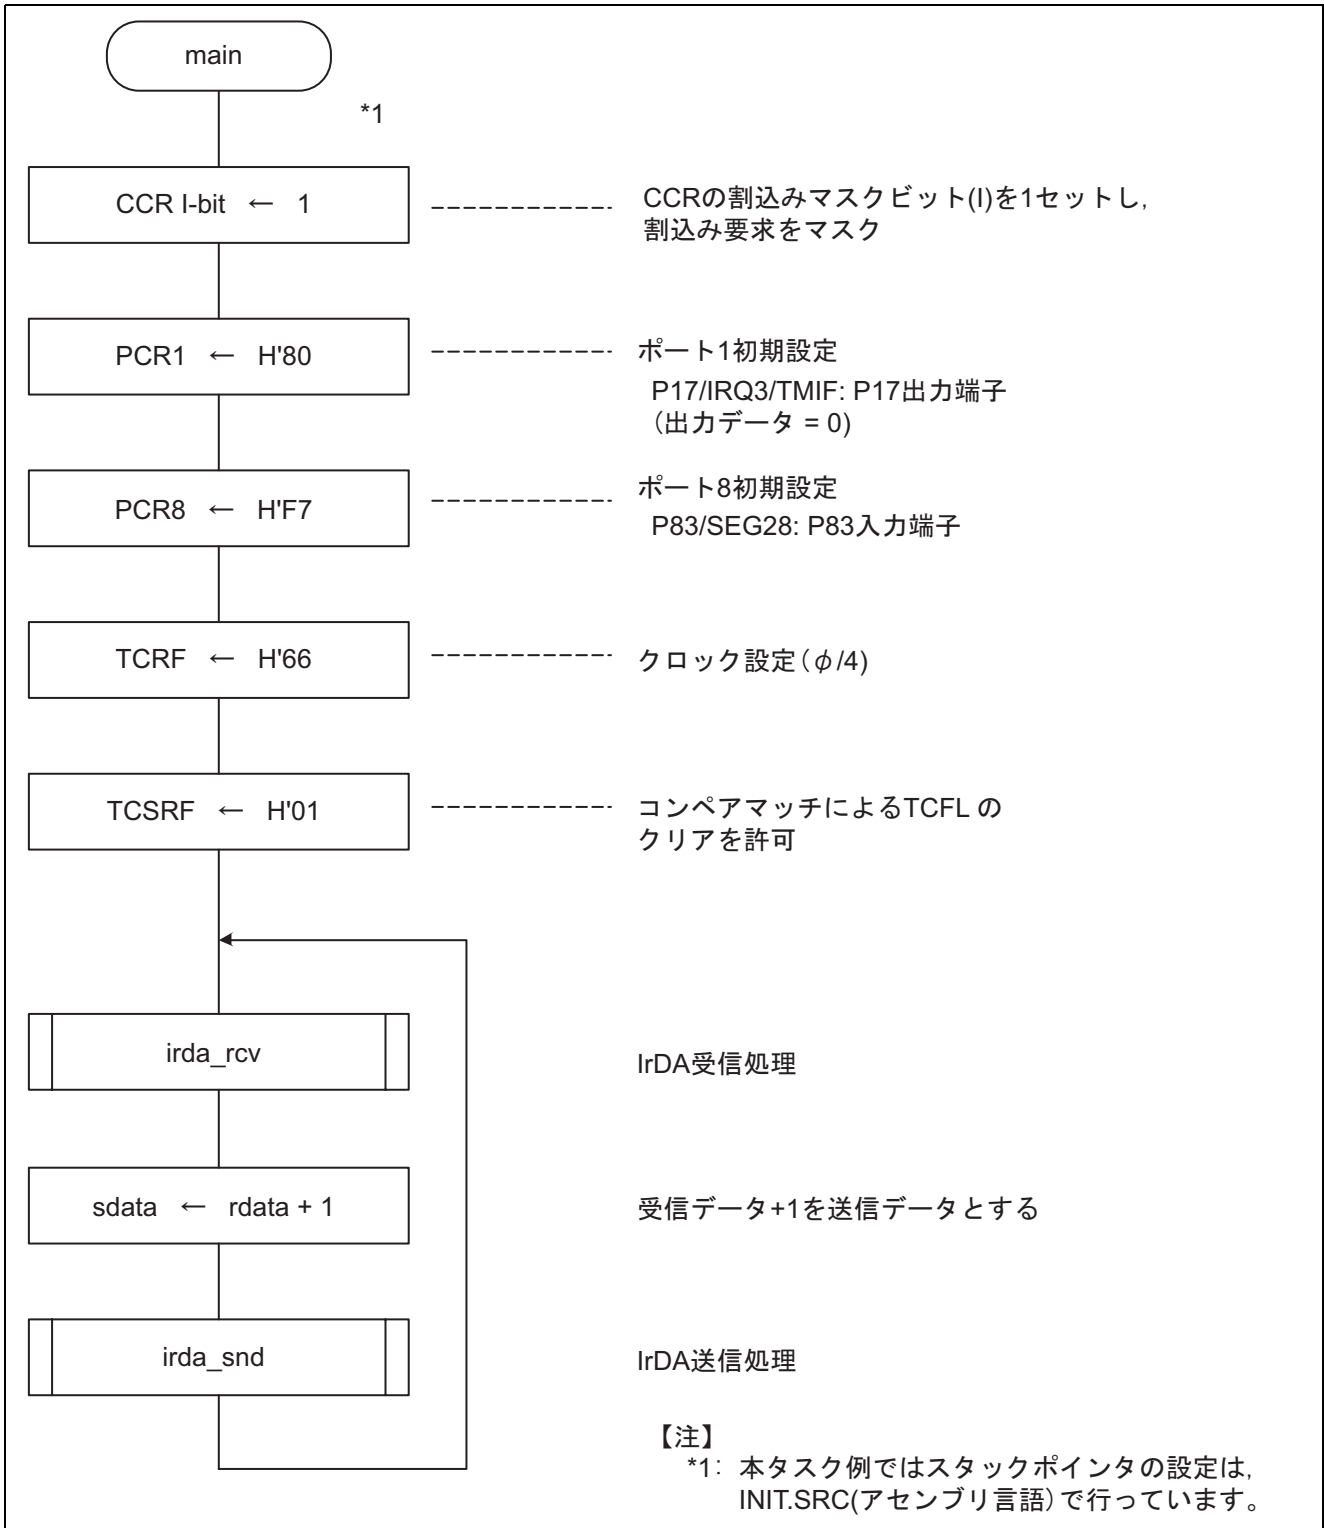 main
*1
CCR I-bit ← 1
CCRの割込みマスクビット(I)を1セットし,
割込み要求をマスク
PCR1 ← H'80
ポート1初期設定
P17/IRQ3/TMIF: P17出力端子
(出力データ = 0)
PCR8 ← H'F7
ポート8初期設定
P83/SEG28: P83入力端子
TCRF ← H'66
クロック設定(φ/4)
TCSRF ← H'01
コンペアマッチによるTCFL の
クリアを許可
irda_rcv
IrDA受信処理
sdata ← rdata + 1
受信データ+1を送信データとする
irda_snd
IrDA送信処理
【注】
*1: 本タスク例ではスタックポインタの設定は,
INIT.SRC(アセンブリ言語)で行っています。